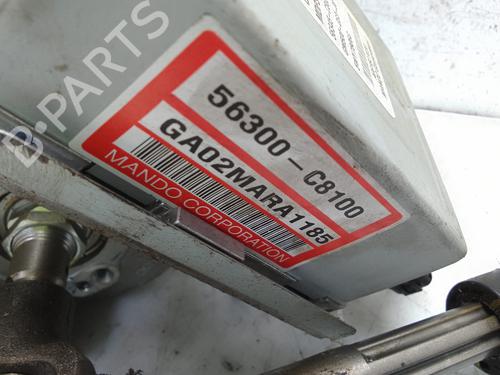 B-PARTS
56300-C8100
GA02MARA1185
MANDO CORPORATION